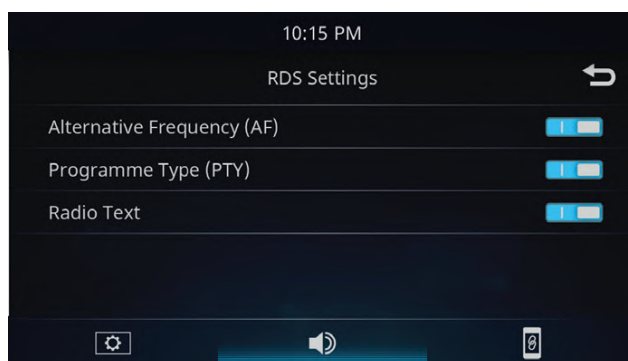 10:15 PM
RDS Settings
Alternative Frequency (AF)
Programme Type (PTY)
Radio Text